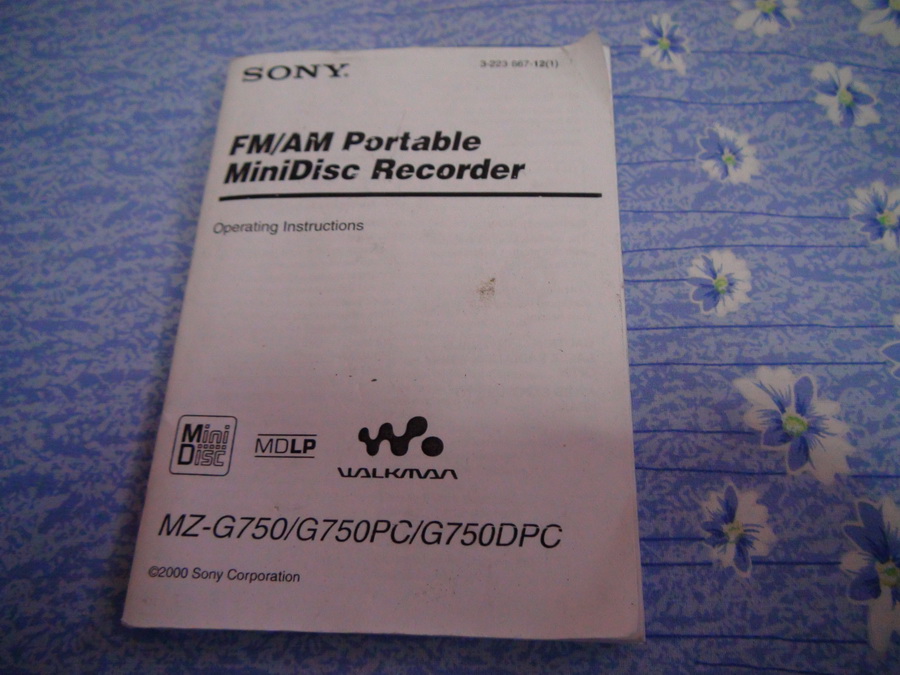 SONY®
3-223-667-12(1)
FM/AM Portable
MiniDisc Recorder
Operating Instructions
Mini
Disc
MDLP
WALKMAN
MZ-G750/G750PC/G750DPC
©2000 Sony Corporation